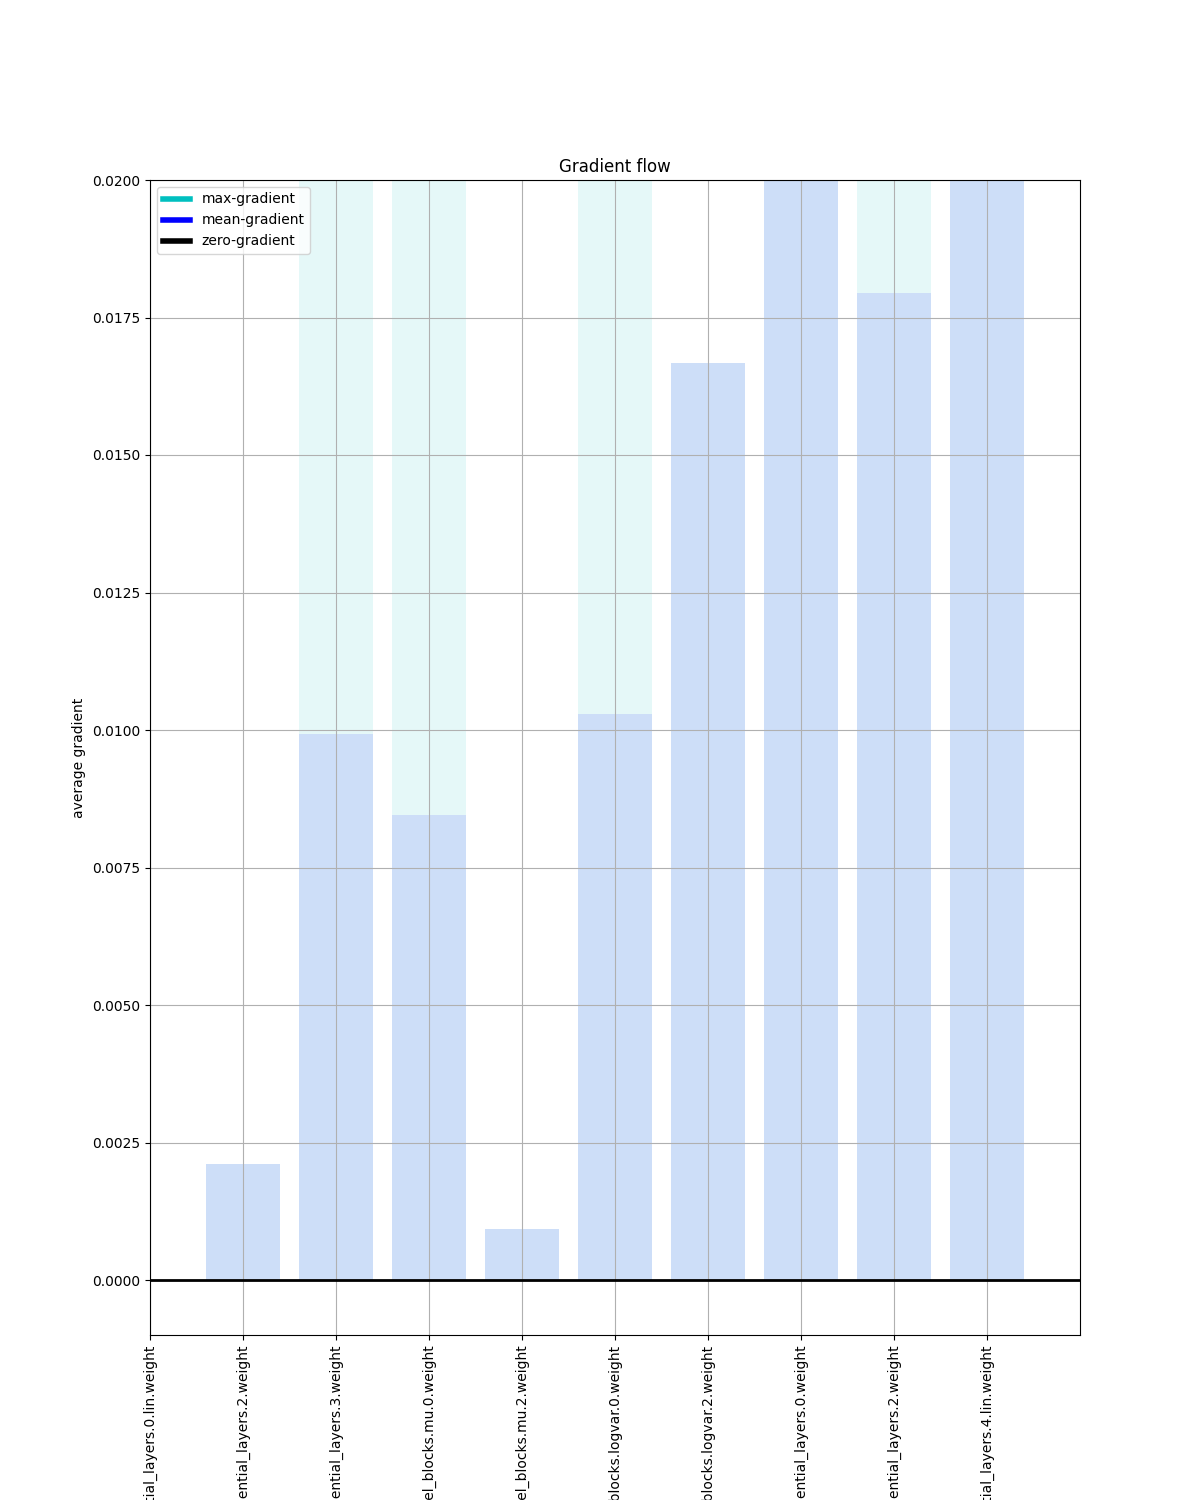 Gradient flow
max-gradient
mean-gradient
zero-gradient
average gradient
0.0200
0.0175
0.0150
0.0125
0.0100
0.0075
0.0050
0.0025
0.0000
tial_layers.0.lin.weight
ential_layers.2.weight
ential_layers.3.weight
el_blocks.mu.0.weight
el_blocks.mu.2.weight
blocks.logvar.0.weight
blocks.logvar.2.weight
ential_layers.0.weight
ential_layers.2.weight
tial_layers.4.lin.weight